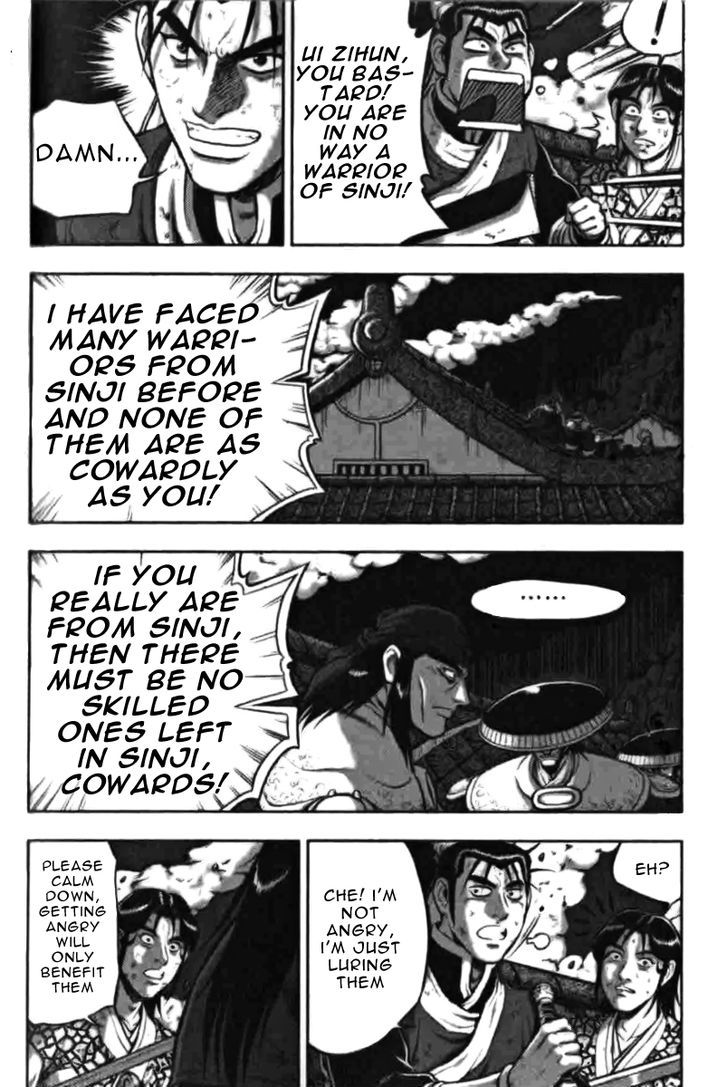 DAMN...
UI ZIHUN,
YOU BAS-
TARD!
YOU ARE
IN NO
WAY A
WARRIOR
OF SINJI!
!
I HAVE FACED
MANY WARRI-
ORS FROM
SINJI BEFORE
AND NONE OF
THEM ARE AS
COWARDLY
AS YOU!
IF YOU
REALLY ARE
FROM SINJI,
THEN THERE
MUST BE NO
SKILLED
ONES LEFT
IN SINJI,
COWARDS!
......
PLEASE
CALM
DOWN,
GETTING
ANGRY
WILL
ONLY
BENEFIT
THEM
CHE! I'M
NOT
ANGRY,
I'M JUST
LURING
THEM
EH?